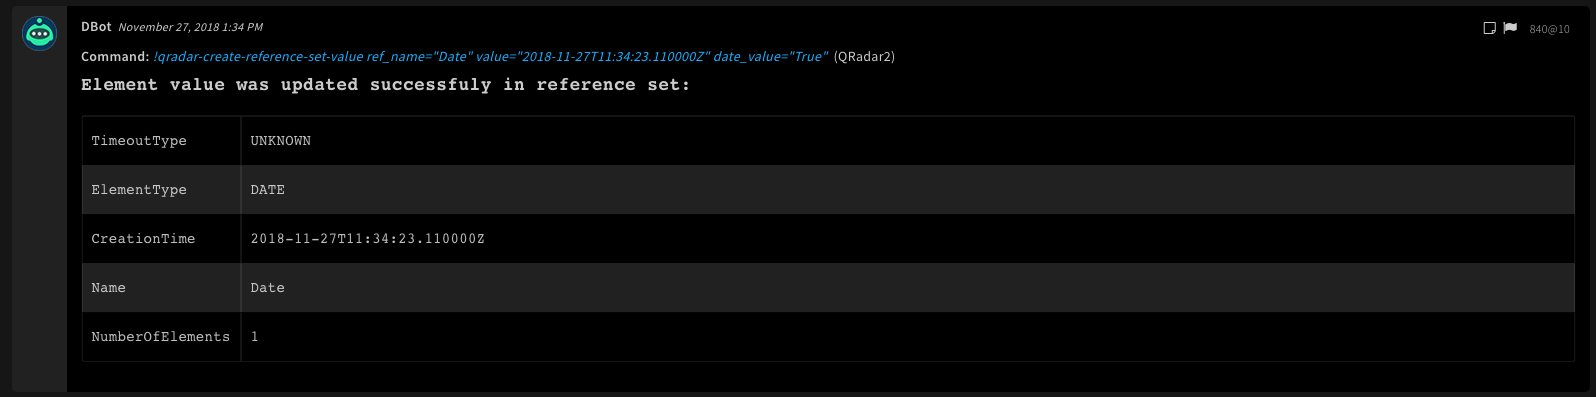 DBot November 27, 2018 1:34 PM 840@10
Command: !qradar-create-reference-set-value ref_name="Date" value="2018-11-27T11:34:23.110000Z" date_value="True" (QRadar2)
Element value was updated successfuly in reference set:
TimeoutType UNKNOWN
ElementType DATE
CreationTime 2018-11-27T11:34:23.110000Z
Name Date
NumberOfElements 1